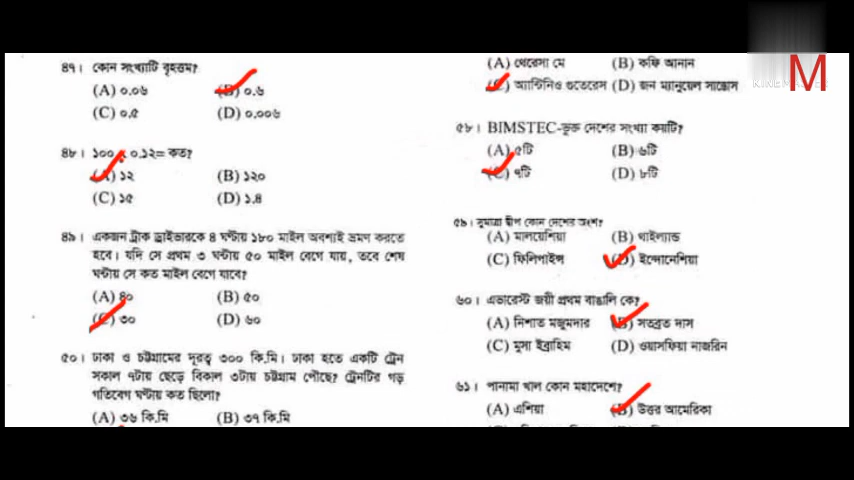 ৪৭। কোন সংখ্যাটি বৃহত্তম?
(A) ০.০৬ (B) ০.৬
(C) ০.৫ (D) ০.০০৬
৪৮। ১০০ x ০.১২= কত?
(A) ১২ (B) ১২০
(C) ১৫ (D) ১.৪
৪৯। একজন ট্রাক ড্রাইভারকে ৪ ঘণ্টায় ১৮০ মাইল অবশ্যই ভ্রমণ করতে
হবে। যদি সে প্রথম ৩ ঘণ্টায় ৫০ মাইল বেগে যায়, তবে শেষ
ঘণ্টায় সে কত মাইল বেগে যাবে?
(A) ৪০ (B) ৫০
(C) ৩০ (D) ৬০
৫০। ঢাকা ও চট্টগ্রামের দূরত্ব ৩০০ কি.মি। ঢাকা হতে একটি ট্রেন
সকাল ৭টায় ছেড়ে বিকাল ৩টায় চট্টগ্রাম পৌছে? ট্রেনটির গড়
গতিবেগ ঘণ্টায় কত ছিলো?
(A) ৩৬ কি.মি (B) ৩৭ কি.মি
(A) থেরেসা মে (B) কফি আনান
(C) অ্যান্টিনিও গুতেরেস (D) জন ম্যানুয়েল সান্তোস
৫৮। BIMSTEC-ভুক্ত দেশের সংখ্যা কয়টি?
(A) ৫টি (B) ৬টি
(C) ৭টি (D) ৮টি
৫৯। সুমাত্রা দ্বীপ কোন দেশের অংশ?
(A) মালয়েশিয়া (B) থাইল্যান্ড
(C) ফিলিপাইন্স (D) ইন্দোনেশিয়া
৬০। এভারেস্ট জয়ী প্রথম বাঙালি কে?
(A) নিশাত মজুমদার (B) সতব্রত দাস
(C) মুসা ইব্রাহিম (D) ওয়াসফিয়া নাজরিন
৬১। পানামা খাল কোন মহাদেশে?
(A) এশিয়া (B) উত্তর আমেরিকা
M